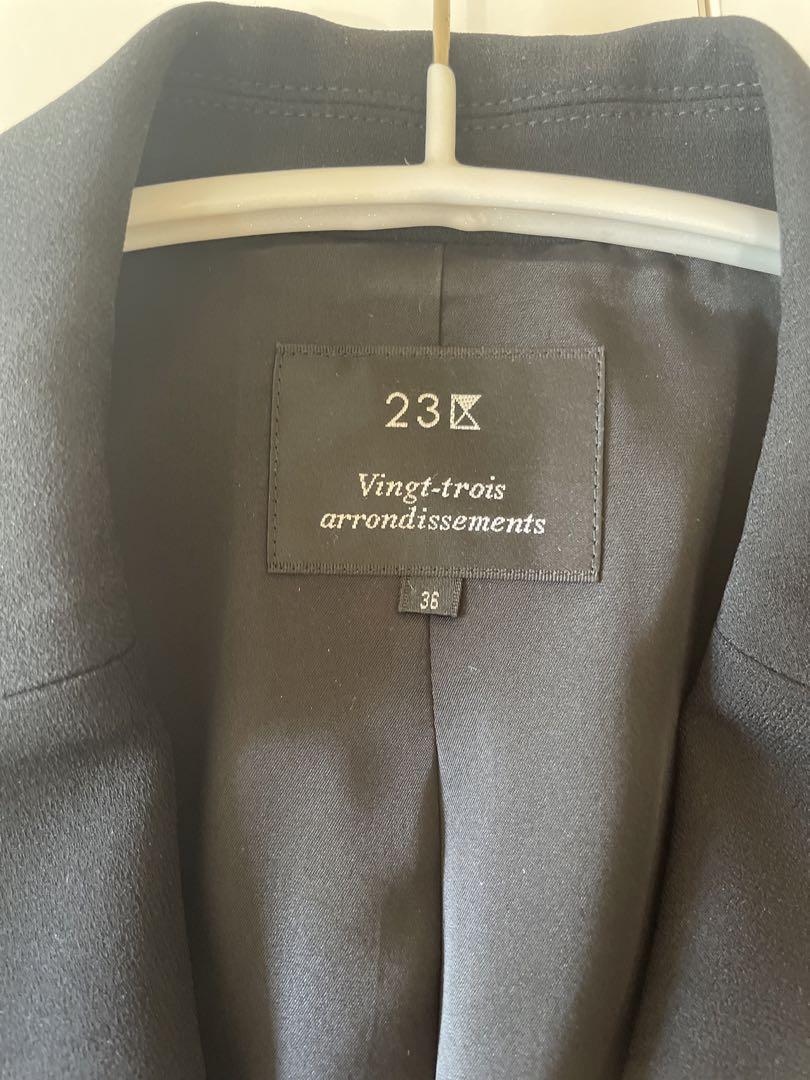 23区
Vingt-trois
arrondissements
36